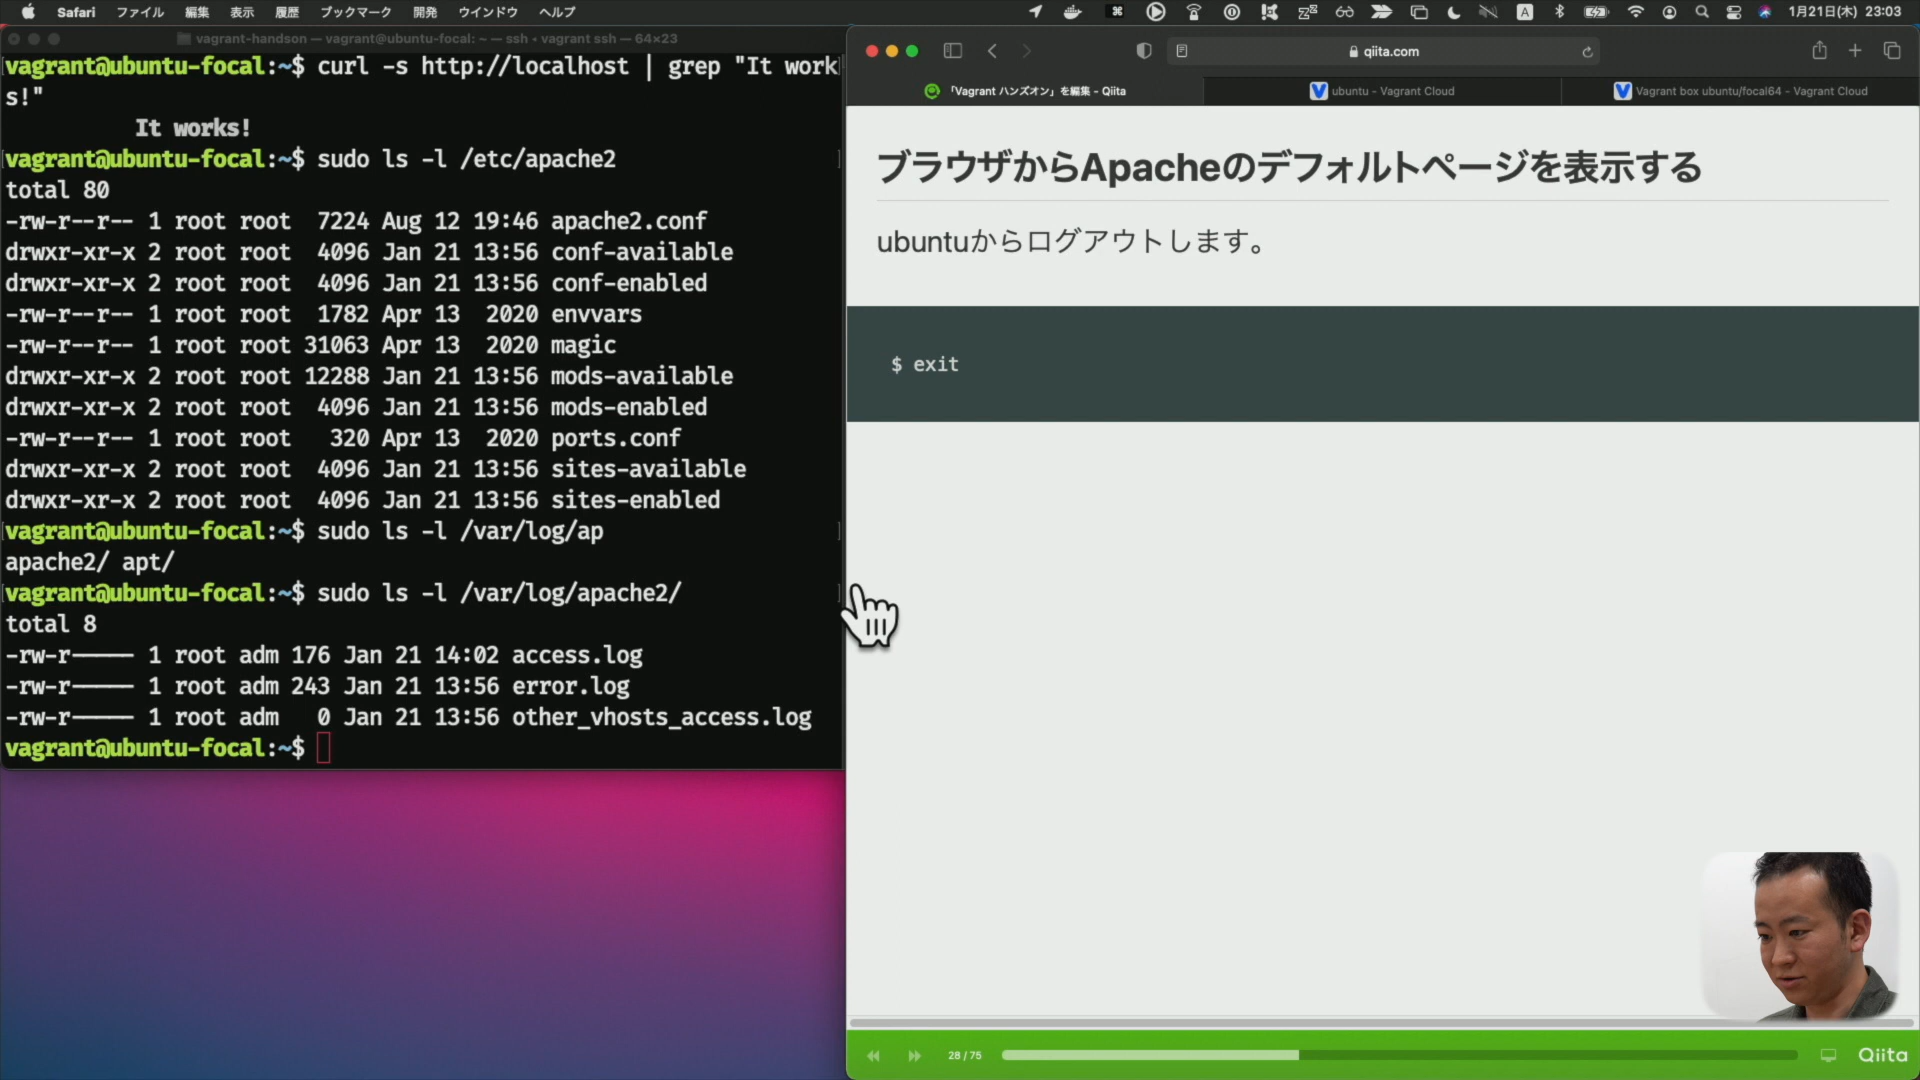 Safari ファイル 編集 表示 履歴 ブックマーク 開発 ウインドウ ヘルプ
A
1月21日(木) 23:03
vagrant-handson — vagrant@ubuntu-focal: ~ — ssh ◂ vagrant ssh — 64×23
vagrant@ubuntu-focal:~$ curl -s http://localhost | grep "It work
s!"
It works!
vagrant@ubuntu-focal:~$ sudo ls -l /etc/apache2
total 80
-rw-r--r-- 1 root root 7224 Aug 12 19:46 apache2.conf
drwxr-xr-x 2 root root 4096 Jan 21 13:56 conf-available
drwxr-xr-x 2 root root 4096 Jan 21 13:56 conf-enabled
-rw-r--r-- 1 root root 1782 Apr 13 2020 envvars
-rw-r--r-- 1 root root 31063 Apr 13 2020 magic
drwxr-xr-x 2 root root 12288 Jan 21 13:56 mods-available
drwxr-xr-x 2 root root 4096 Jan 21 13:56 mods-enabled
-rw-r--r-- 1 root root 320 Apr 13 2020 ports.conf
drwxr-xr-x 2 root root 4096 Jan 21 13:56 sites-available
drwxr-xr-x 2 root root 4096 Jan 21 13:56 sites-enabled
vagrant@ubuntu-focal:~$ sudo ls -l /var/log/ap
apache2/ apt/
vagrant@ubuntu-focal:~$ sudo ls -l /var/log/apache2/
total 8
-rw-r----- 1 root adm 176 Jan 21 14:02 access.log
-rw-r----- 1 root adm 243 Jan 21 13:56 error.log
-rw-r----- 1 root adm 0 Jan 21 13:56 other_vhosts_access.log
vagrant@ubuntu-focal:~$
qiita.com
「Vagrant ハンズオン」を編集 - Qiita
ubuntu - Vagrant Cloud
Vagrant box ubuntu/focal64 - Vagrant Cloud
ブラウザからApacheのデフォルトページを表示する
ubuntuからログアウトします。
$ exit
28 / 75
Qiita